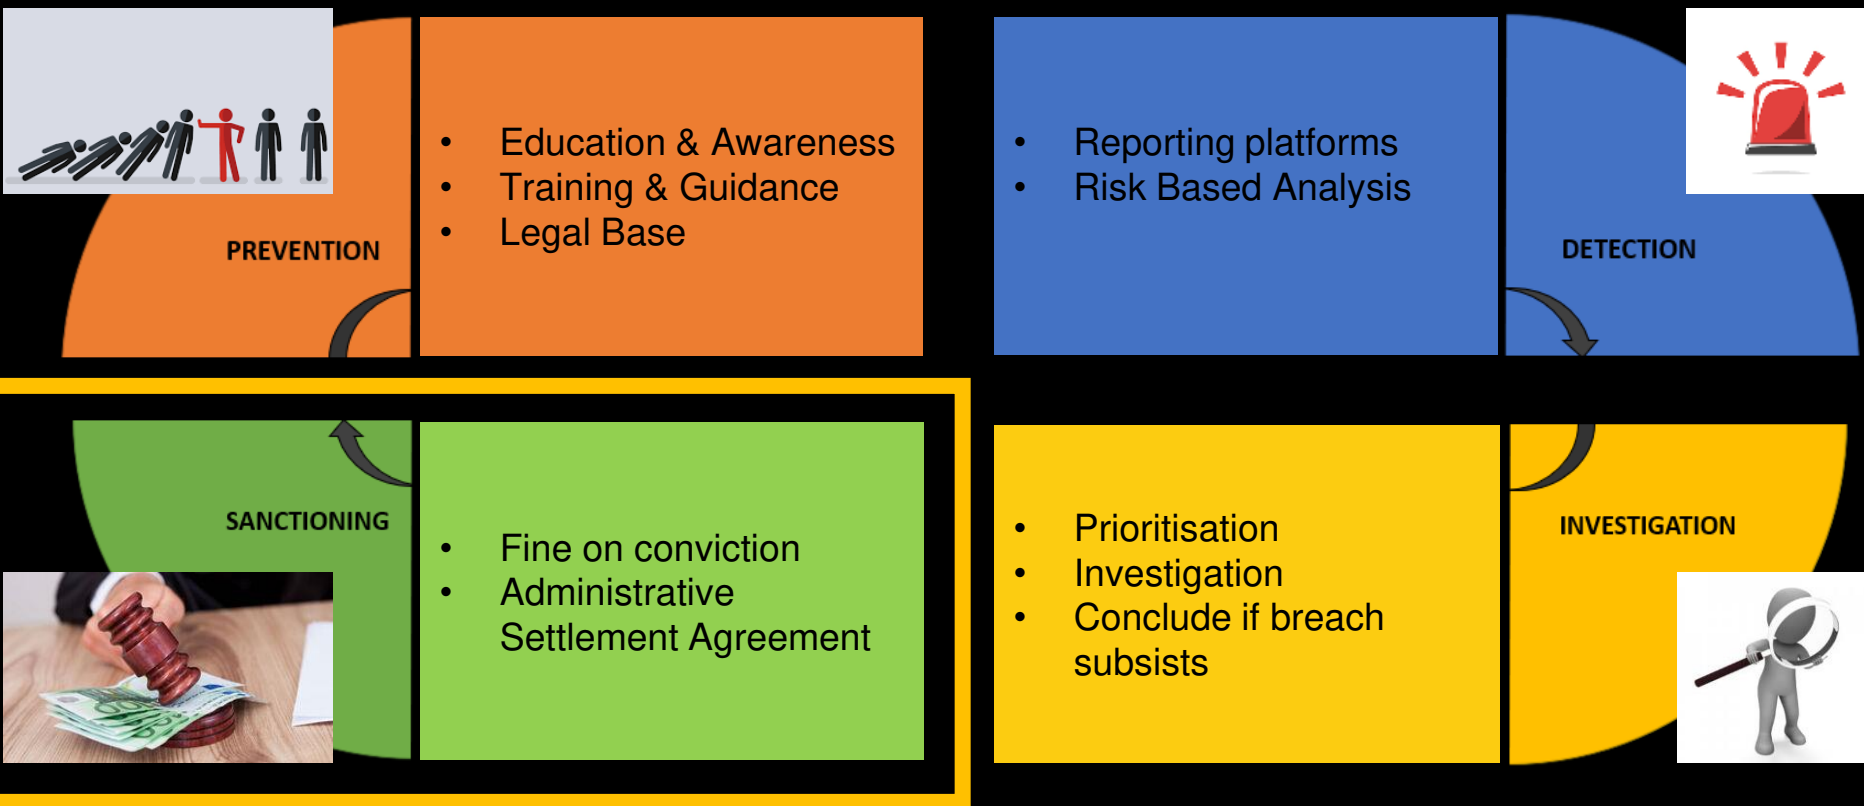 PREVENTION
• Education & Awareness
• Training & Guidance
• Legal Base
• Reporting platforms
• Risk Based Analysis
DETECTION
SANCTIONING
• Fine on conviction
• Administrative
Settlement Agreement
• Prioritisation
• Investigation
• Conclude if breach
subsists
INVESTIGATION